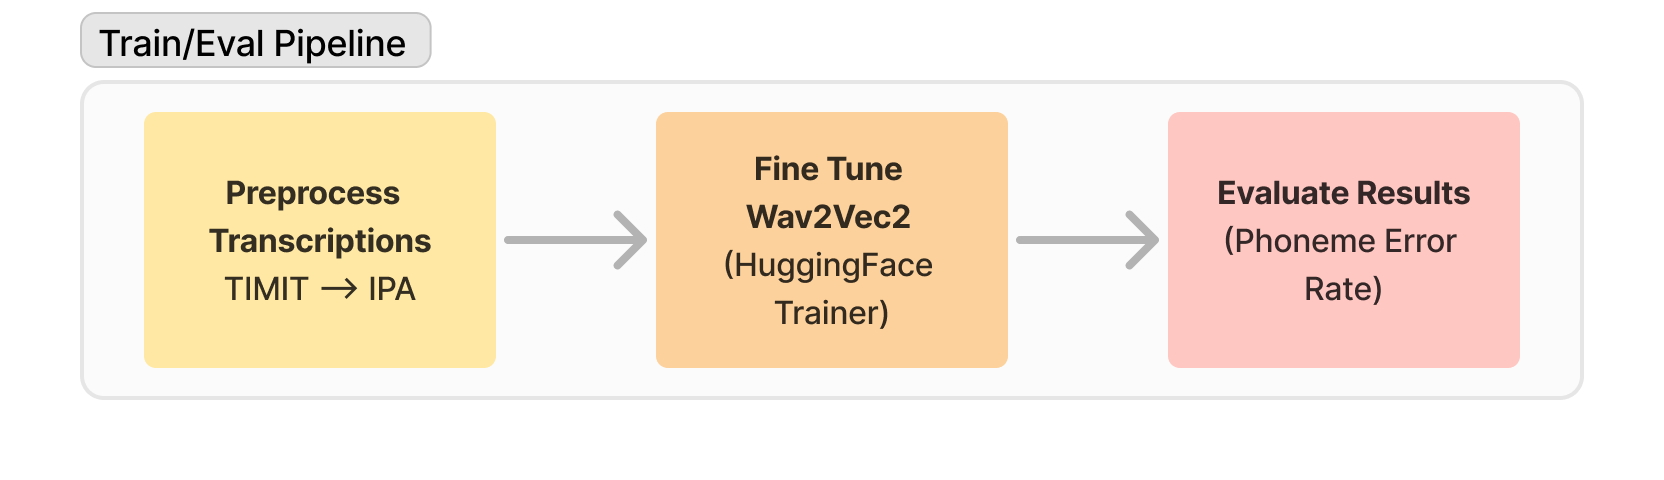 Train/Eval Pipeline
Preprocess
Transcriptions
TIMIT → IPA
Fine Tune
Wav2Vec2
(HuggingFace
Trainer)
Evaluate Results
(Phoneme Error
Rate)